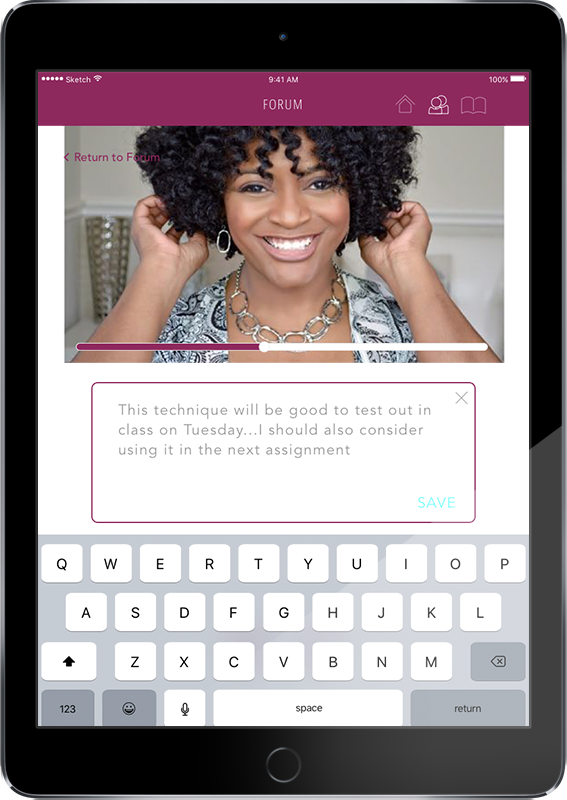 Sketch 9:41 AM 100%
FORUM
< Return to Forum
This technique will be good to test out in
class on Tuesday...I should also consider
using it in the next assignment
SAVE
Q W E R T Y U I O P
A S D F G H J K L
Z X C V B N M
123 space return